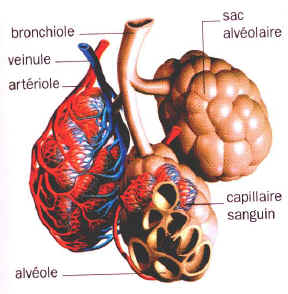 bronchiole
veinule
artériole
sac
alvéolaire
capillaire
sanguin
alvéole